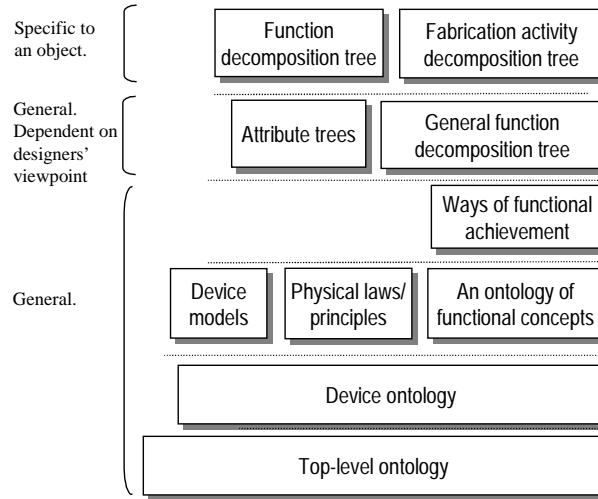 Specific to
an object.
Function
decomposition tree
Fabrication activity
decomposition tree
General.
Dependent on
designers'
viewpoint
Attribute trees
General function
decomposition tree
Ways of functional
achievement
General.
Device
models
Physical laws/
principles
An ontology of
functional concepts
Device ontology
Top-level ontology